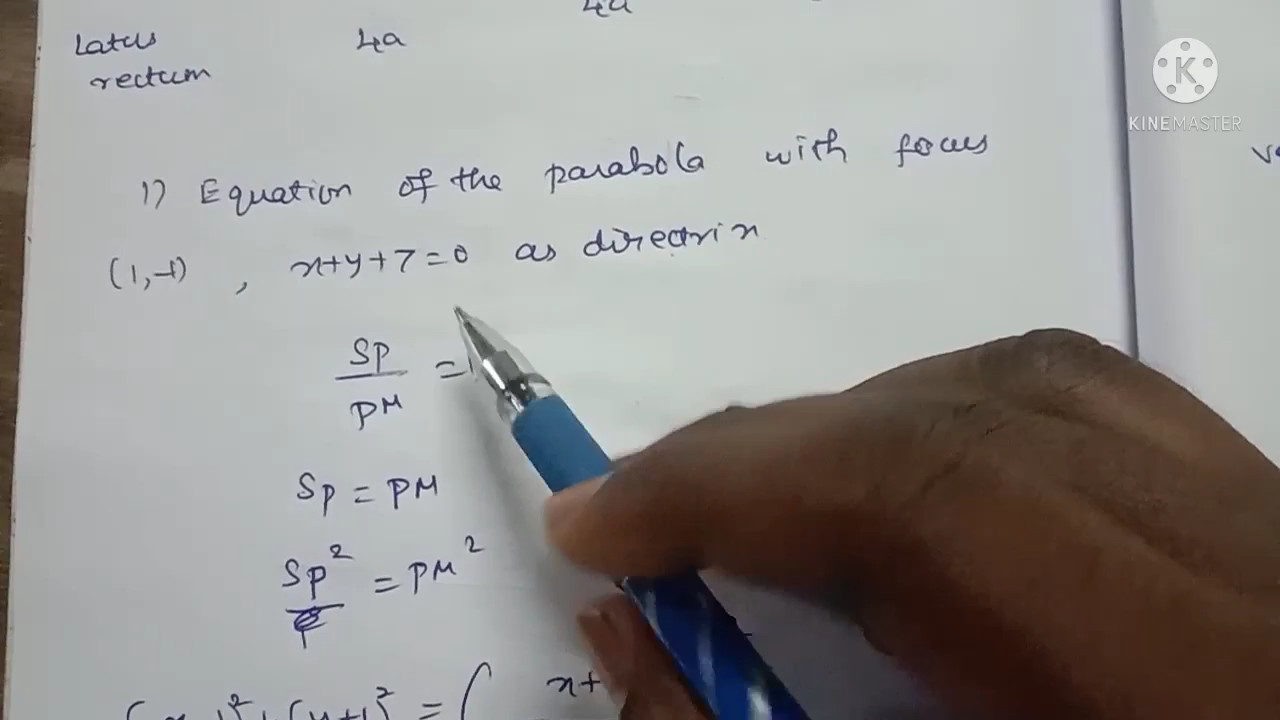 4a
Latus 4a
rectum
K
KINEMASTER
1) Equation of the parabola with focus
(1,-1) , x+y+7=0 as directrix
SP
PM =
SP = PM
SP² = PM²
x+